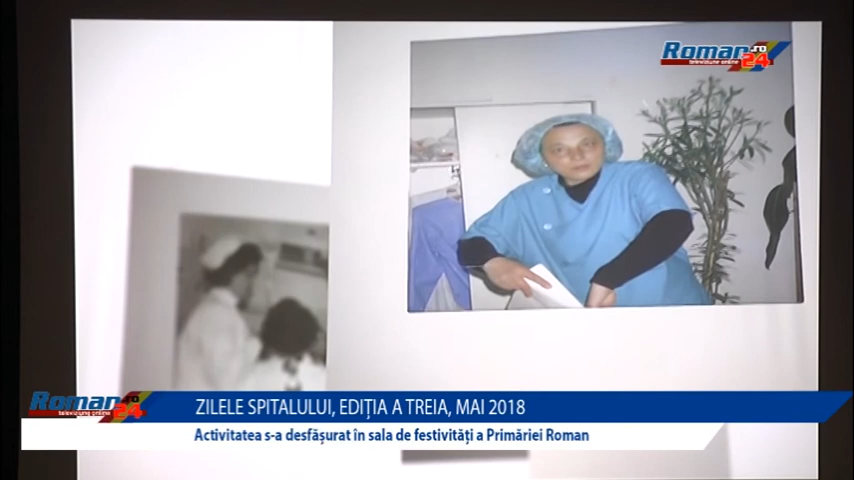 Roman.ro
televiziune online 24
Roman.ro
televiziune online 24
ZILELE SPITALULUI, EDIȚIA A TREIA, MAI 2018
Activitatea s-a desfășurat în sala de festivități a Primăriei Roman